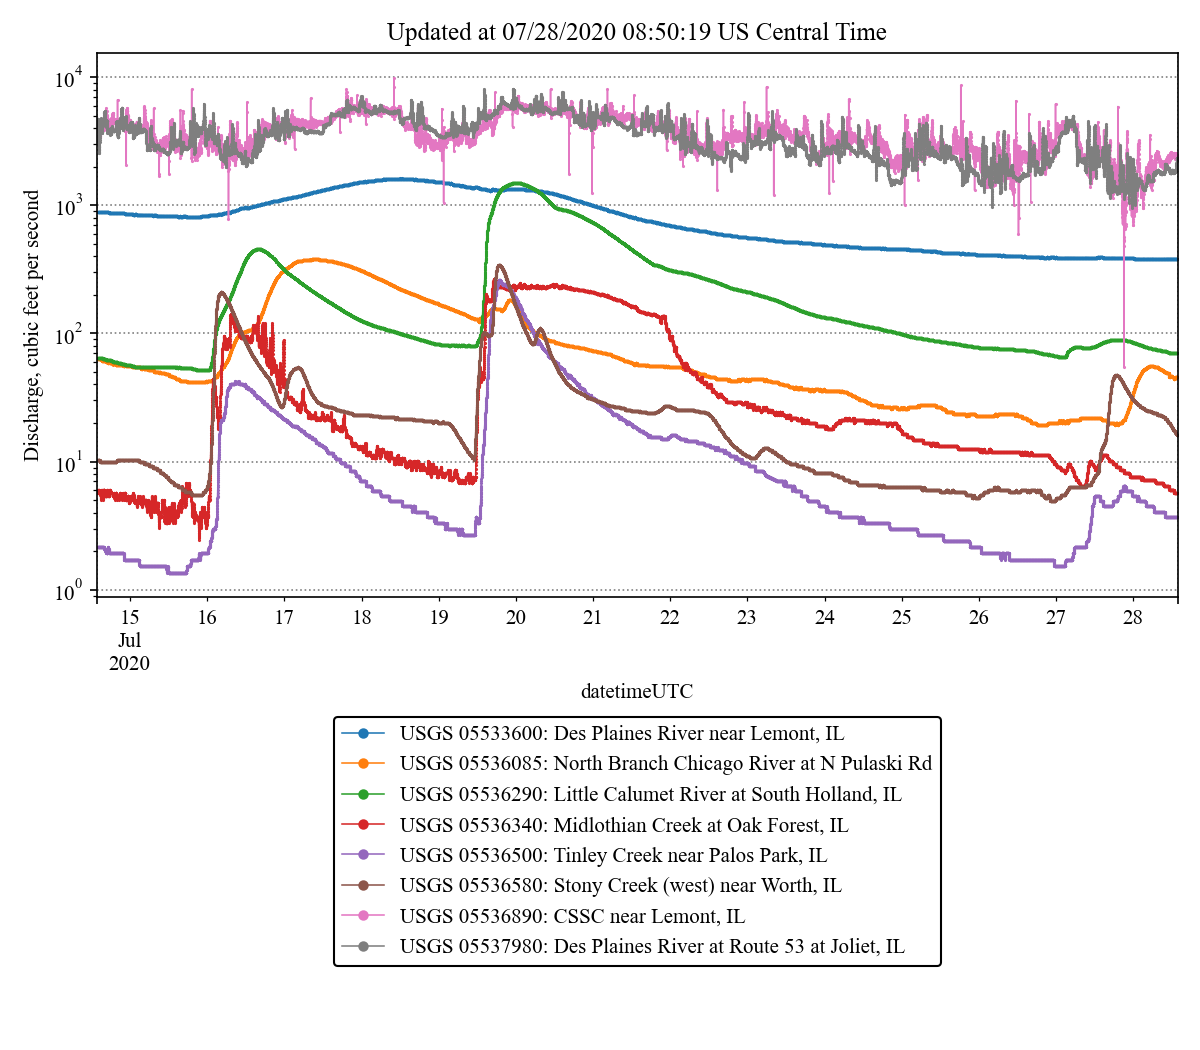 Updated at 07/28/2020 08:50:19 US Central Time
Discharge, cubic feet per second
10^4
10^3
10^2
10^1
10^0
15 16 17 18 19 20 21 22 23 24 25 26 27 28
Jul
2020
datetimeUTC
USGS 05533600: Des Plaines River near Lemont, IL
USGS 05536085: North Branch Chicago River at N Pulaski Rd
USGS 05536290: Little Calumet River at South Holland, IL
USGS 05536340: Midlothian Creek at Oak Forest, IL
USGS 05536500: Tinley Creek near Palos Park, IL
USGS 05536580: Stony Creek (west) near Worth, IL
USGS 05536890: CSSC near Lemont, IL
USGS 05537980: Des Plaines River at Route 53 at Joliet, IL